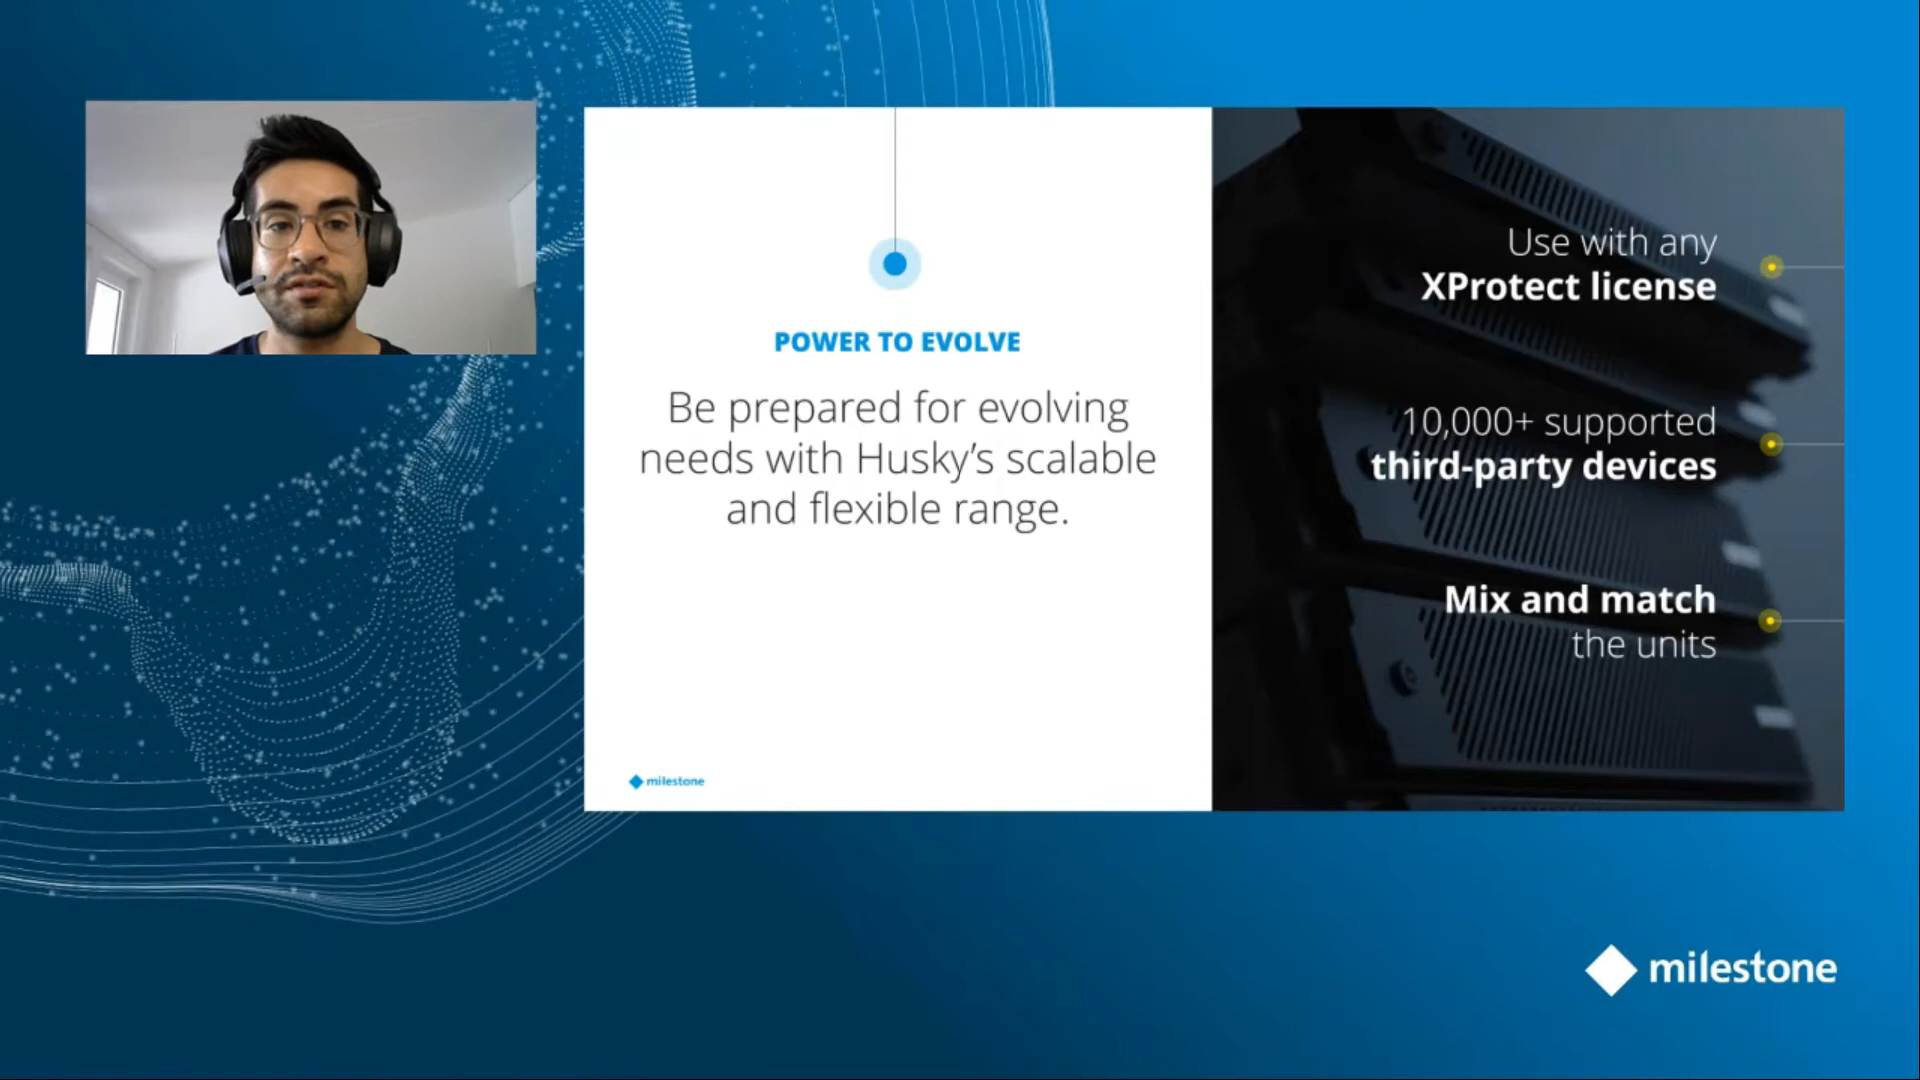 POWER TO EVOLVE
Be prepared for evolving
needs with Husky’s scalable
and flexible range.
milestone
Use with any
XProtect license
10,000+ supported
third-party devices
Mix and match
the units
milestone